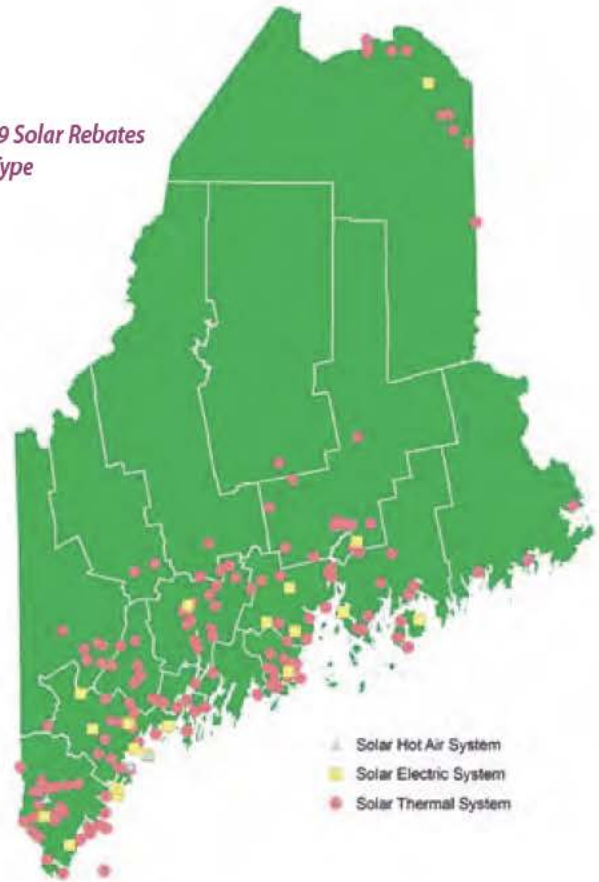 9 Solar Rebates
ype
Solar Hot Air System
Solar Electric System
Solar Thermal System